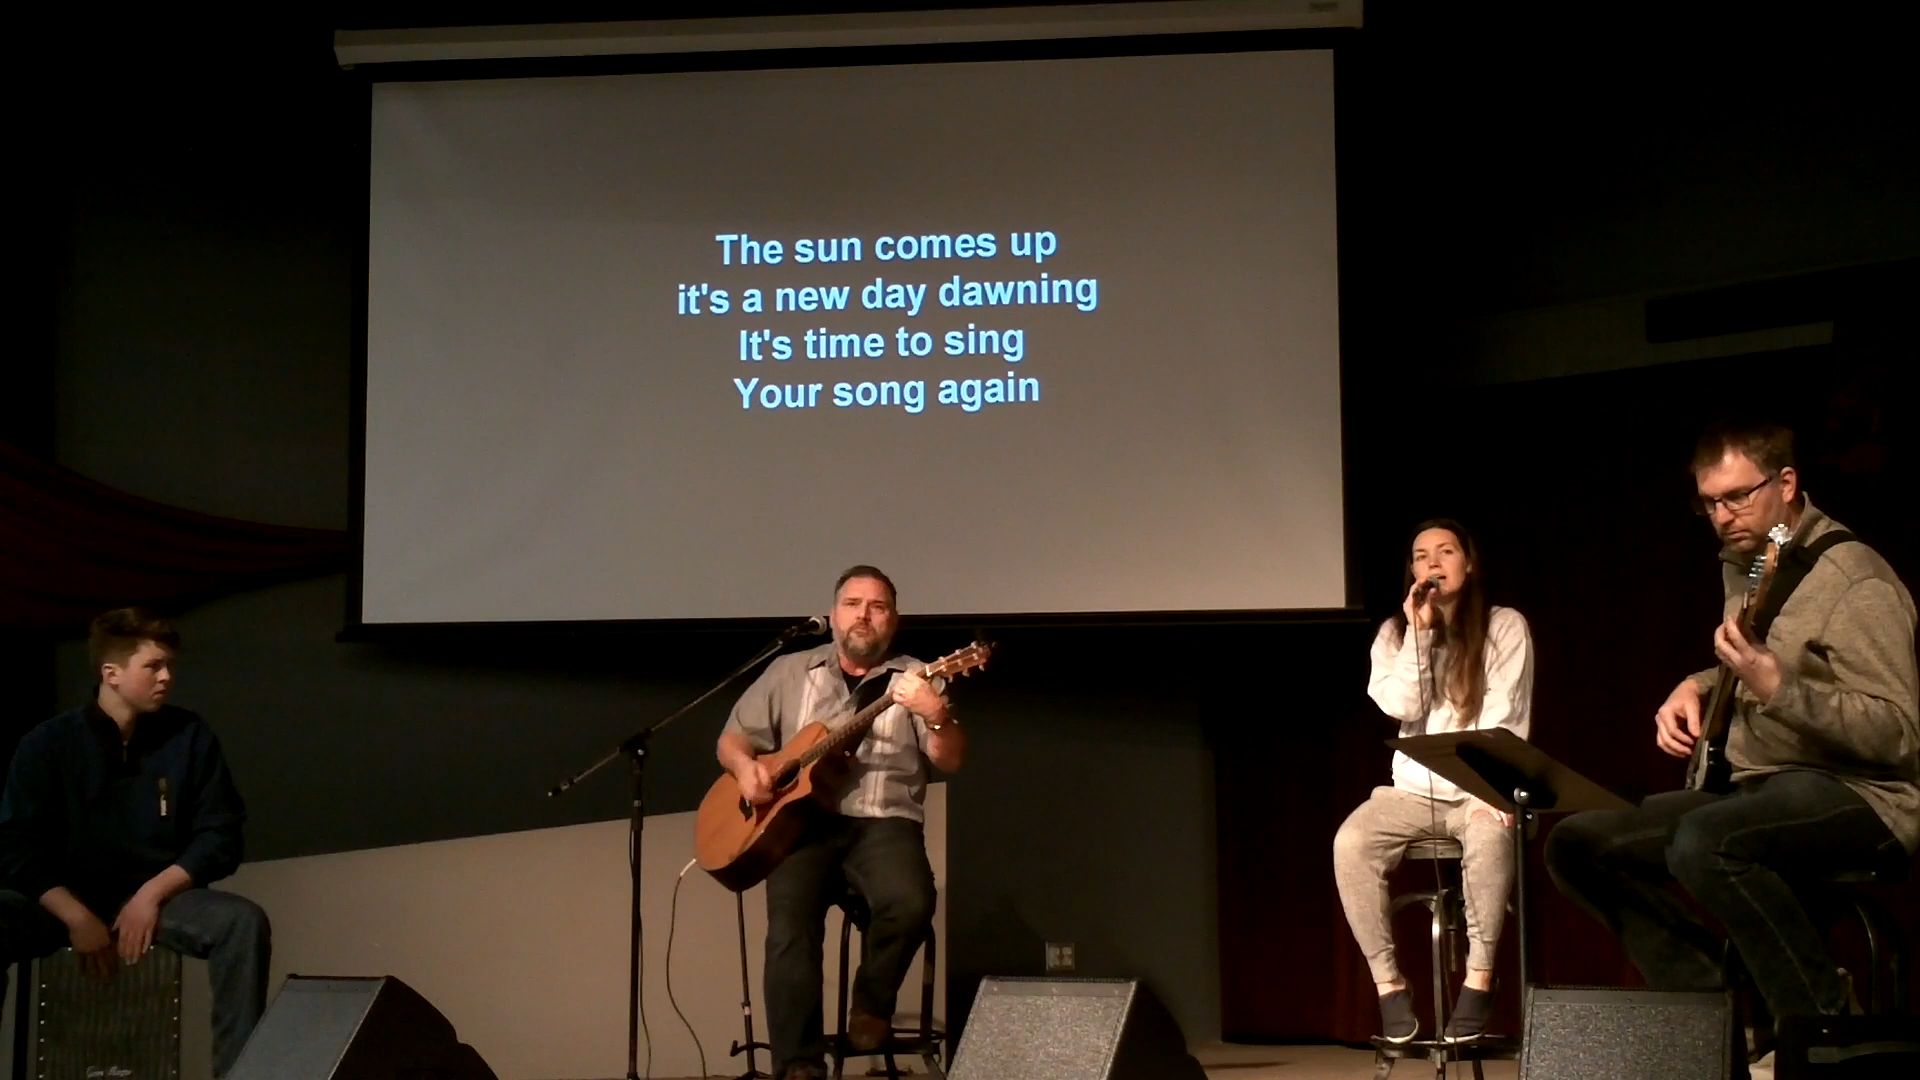 The sun comes up
it's a new day dawning
It's time to sing
Your song again